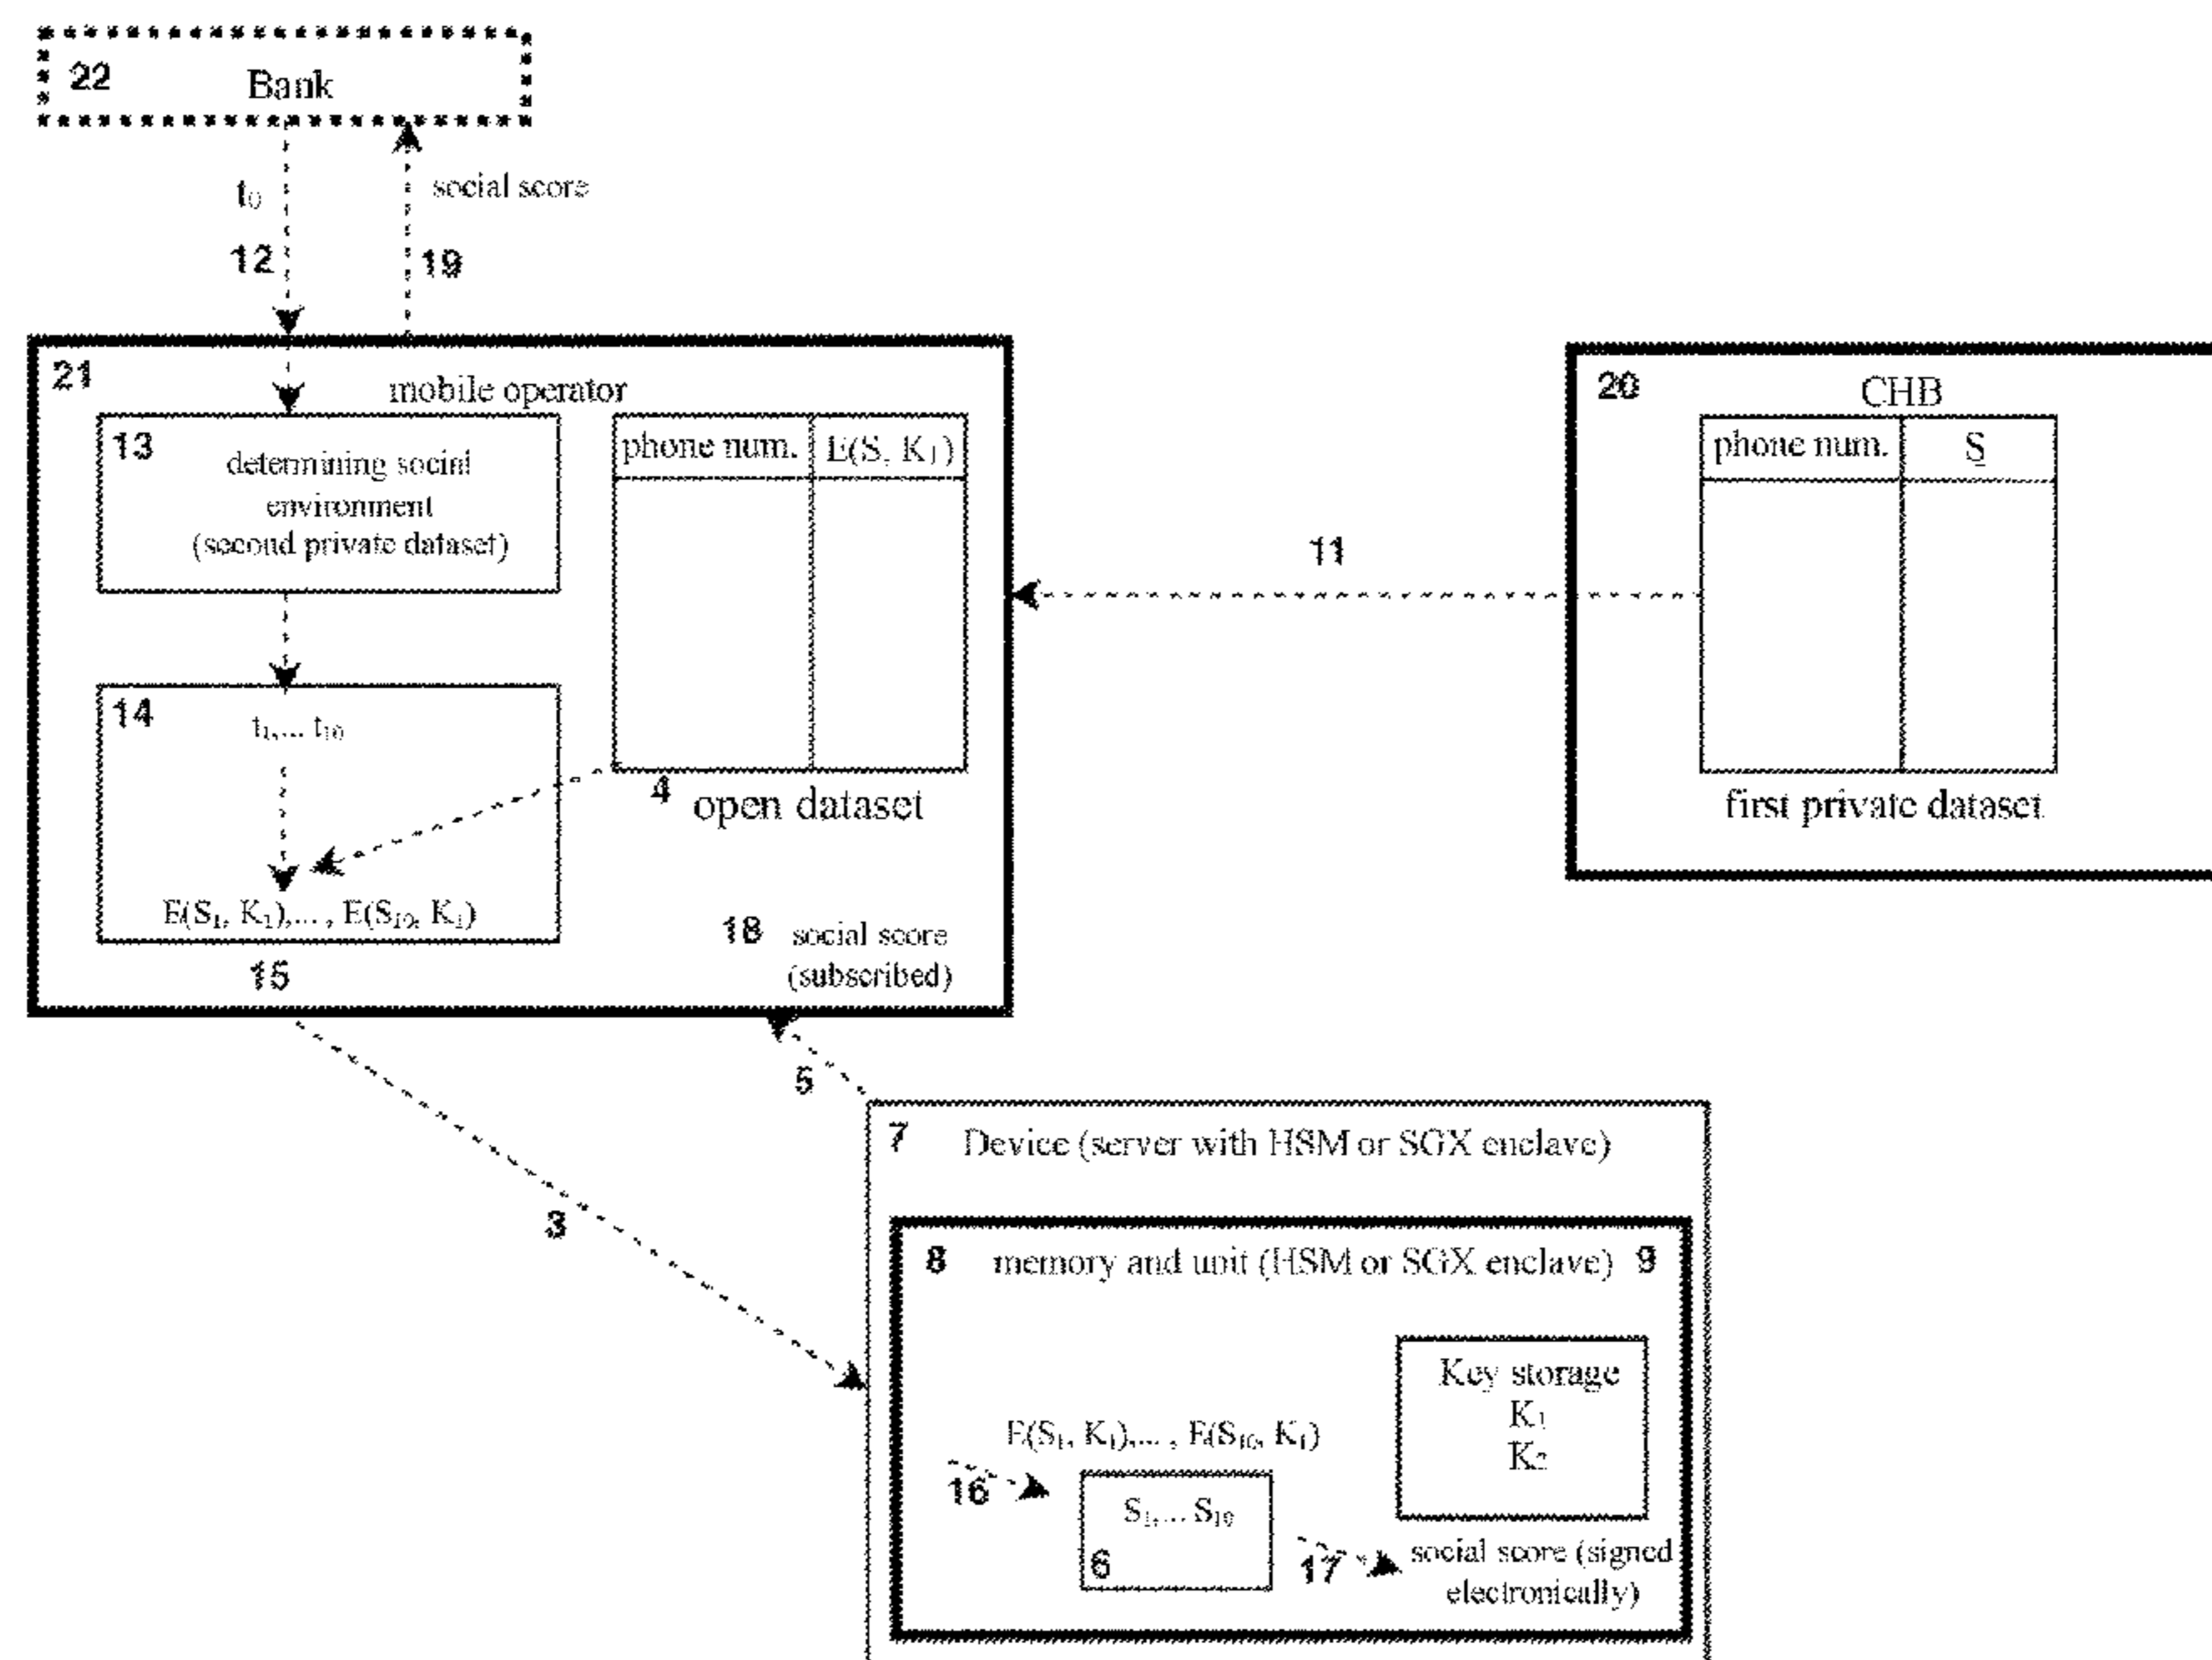 22
Bank
t₀
social score
12
19
21
mobile operator
13
determining social
environment
(second private dataset)
phone num.
E(S, K₁)
14
t₁,... t₁₀
4
open dataset
E(S₁, K₁),... , E(S₁₀, K₁)
15
18
social score
(subscribed)
11
20
CHB
phone num.
S
first private dataset
5
3
7
Device (server with HSM or SGX enclave)
8
memory and unit (HSM or SGX enclave)
9
Key storage
K₁
K₂
E(S₁, K₁),... , E(S₁₀, K₁)
16
S₁,... S₁₀
6
17
social score (signed
electronically)